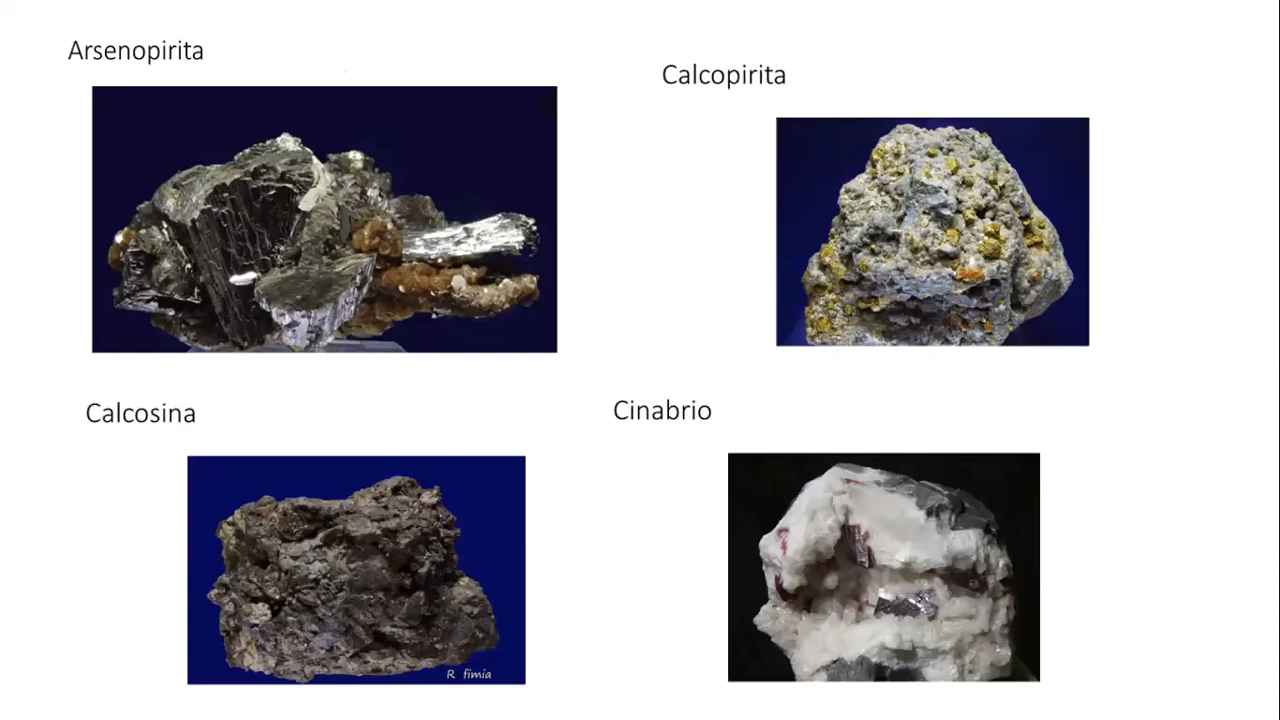 Arsenopirita
Calcopirita
Calcosina
Cinabrio
R fimia